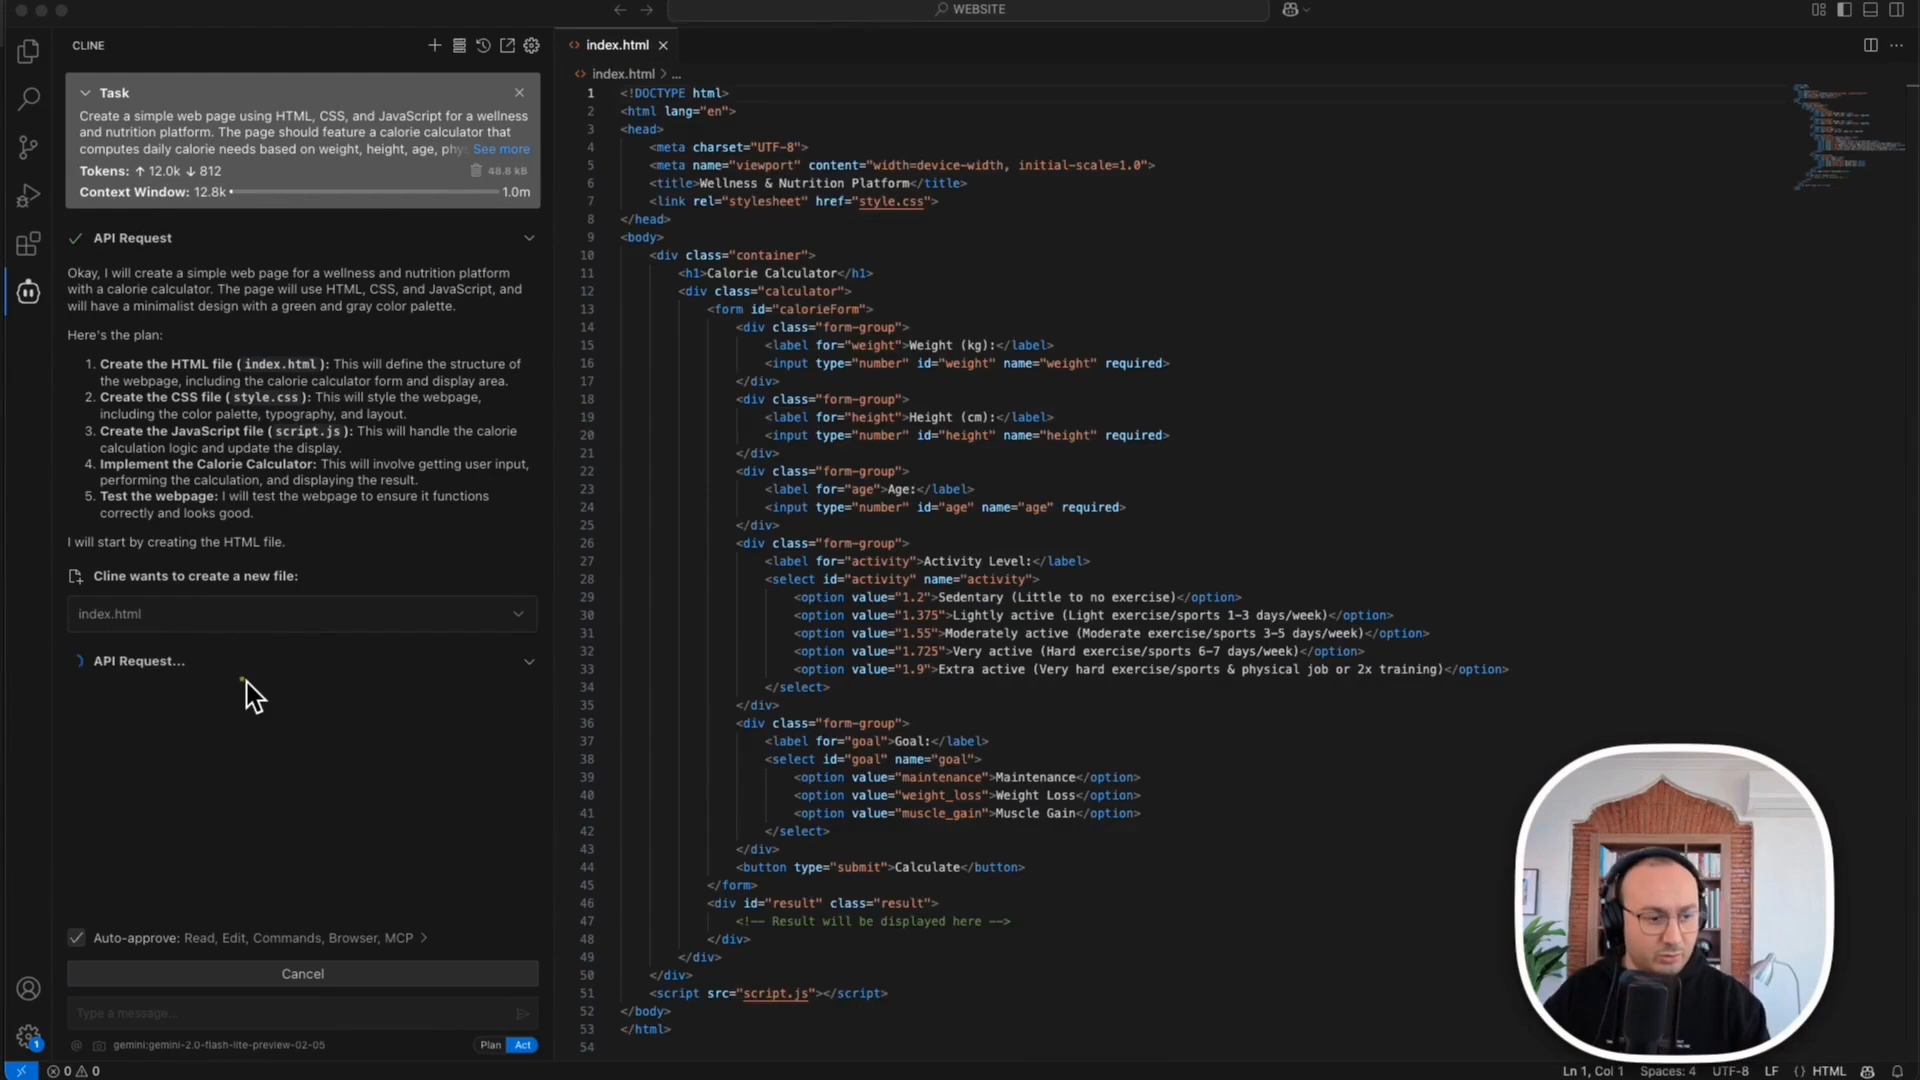 WEBSITE
CLINE
Task
Create a simple web page using HTML, CSS, and JavaScript for a wellness
and nutrition platform. The page should feature a calorie calculator that
computes daily calorie needs based on weight, height, age, phy See more
Tokens: ↑ 12.0k ↓ 812 48.8 kB
Context Window: 12.8k 1.0m
API Request
Okay, I will create a simple web page for a wellness and nutrition platform
with a calorie calculator. The page will use HTML, CSS, and JavaScript, and
will have a minimalist design with a green and gray color palette.
Here's the plan:
1. Create the HTML file (index.html): This will define the structure of
the webpage, including the calorie calculator form and display area.
2. Create the CSS file (style.css): This will style the webpage,
including the color palette, typography, and layout.
3. Create the JavaScript file (script.js): This will handle the calorie
calculation logic and update the display.
4. Implement the Calorie Calculator: This will involve getting user input,
performing the calculation, and displaying the result.
5. Test the webpage: I will test the webpage to ensure it functions
correctly and looks good.
I will start by creating the HTML file.
Cline wants to create a new file:
index.html
API Request...
Auto-approve: Read, Edit, Commands, Browser, MCP >
Cancel
Type a message...
@ gemini:gemini-2.0-flash-lite-preview-02-05 Plan Act
1
0 0
index.html
index.html > ...
1 <!DOCTYPE html>
2 <html lang="en">
3 <head>
4 <meta charset="UTF-8">
5 <meta name="viewport" content="width=device-width, initial-scale=1.0">
6 <title>Wellness & Nutrition Platform</title>
7 <link rel="stylesheet" href="style.css">
8 </head>
9 <body>
10 <div class="container">
11 <h1>Calorie Calculator</h1>
12 <div class="calculator">
13 <form id="calorieForm">
14 <div class="form-group">
15 <label for="weight">Weight (kg):</label>
16 <input type="number" id="weight" name="weight" required>
17 </div>
18 <div class="form-group">
19 <label for="height">Height (cm):</label>
20 <input type="number" id="height" name="height" required>
21 </div>
22 <div class="form-group">
23 <label for="age">Age:</label>
24 <input type="number" id="age" name="age" required>
25 </div>
26 <div class="form-group">
27 <label for="activity">Activity Level:</label>
28 <select id="activity" name="activity">
29 <option value="1.2">Sedentary (Little to no exercise)</option>
30 <option value="1.375">Lightly active (Light exercise/sports 1-3 days/week)</option>
31 <option value="1.55">Moderately active (Moderate exercise/sports 3-5 days/week)</option>
32 <option value="1.725">Very active (Hard exercise/sports 6-7 days/week)</option>
33 <option value="1.9">Extra active (Very hard exercise/sports & physical job or 2x training)</option>
34 </select>
35 </div>
36 <div class="form-group">
37 <label for="goal">Goal:</label>
38 <select id="goal" name="goal">
39 <option value="maintenance">Maintenance</option>
40 <option value="weight_loss">Weight Loss</option>
41 <option value="muscle_gain">Muscle Gain</option>
42 </select>
43 </div>
44 <button type="submit">Calculate</button>
45 </form>
46 <div id="result" class="result">
47 <!-- Result will be displayed here -->
48 </div>
49 </div>
50 </div>
51 <script src="script.js"></script>
52 </body>
53 </html>
54
Ln 1, Col 1 Spaces: 4 UTF-8 LF {} HTML